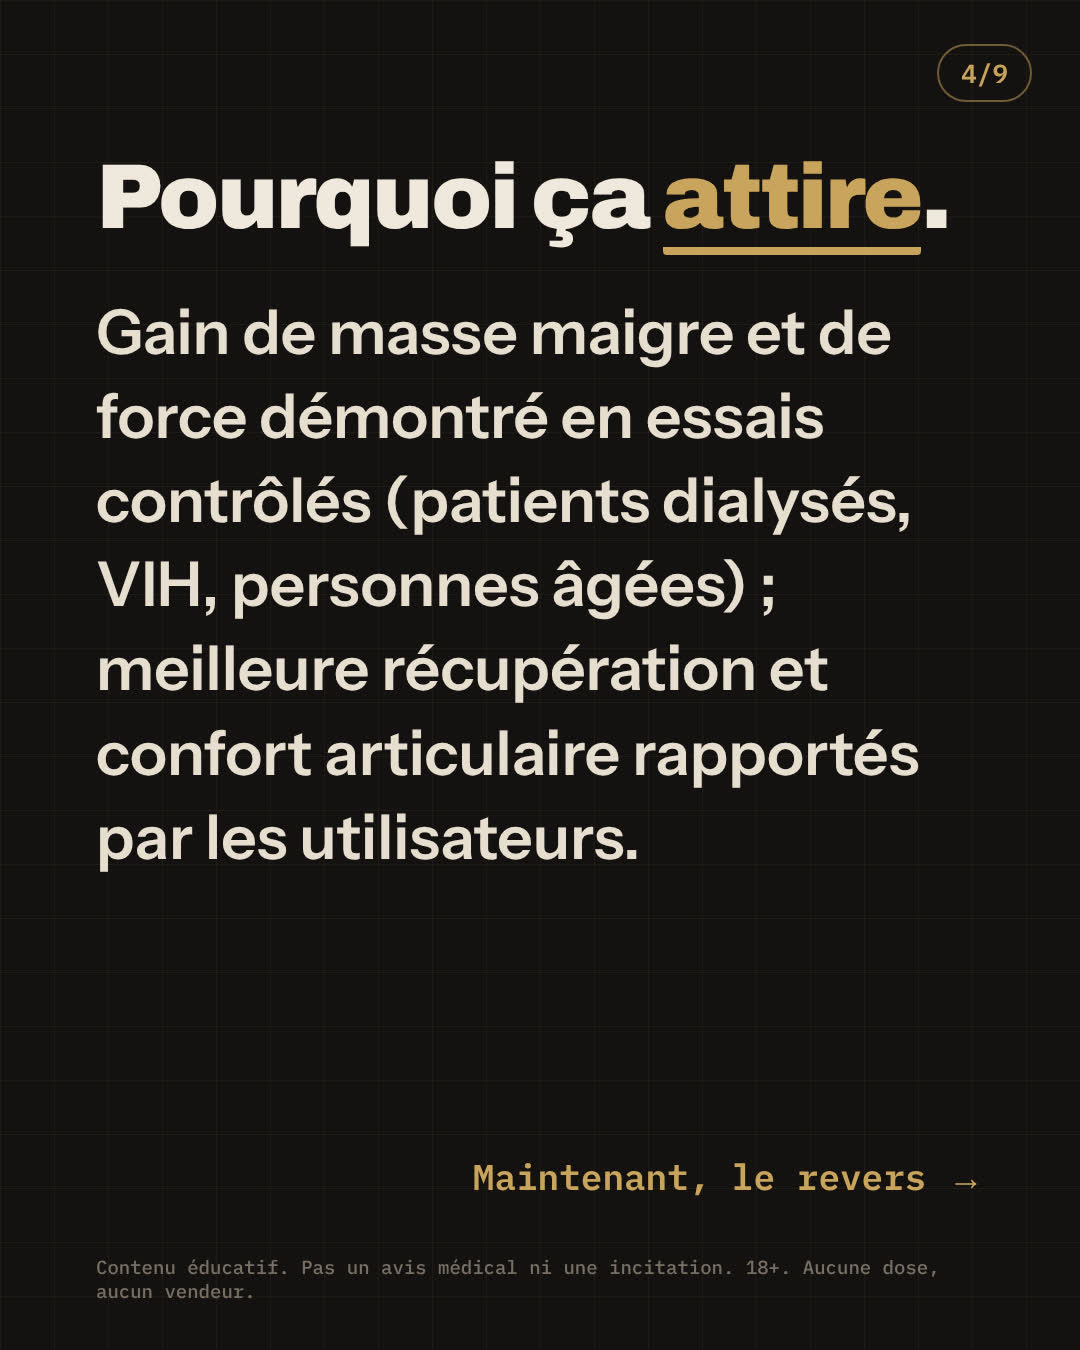 4/9
Pourquoi ça attire.
Gain de masse maigre et de
force démontré en essais
contrôlés (patients dialysés,
VIH, personnes âgées) ;
meilleure récupération et
confort articulaire rapportés
par les utilisateurs.
Maintenant, le revers →
Contenu éducatif. Pas un avis médical ni une incitation. 18+. Aucune dose,
aucun vendeur.